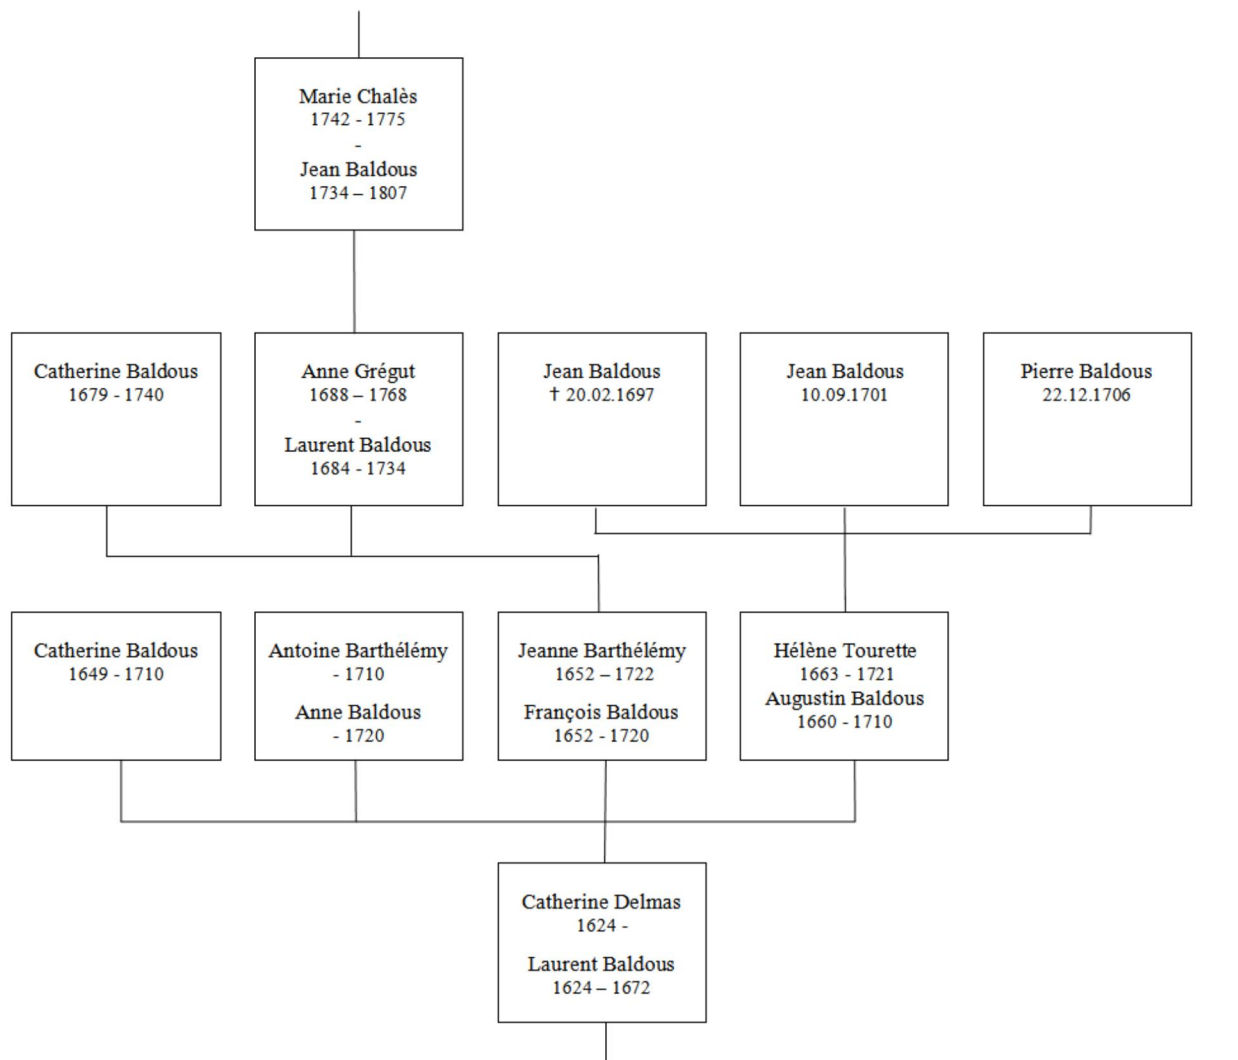 Marie Chalès
1742 - 1775
-
Jean Baldous
1734 – 1807
Catherine Baldous
1679 - 1740
Anne Grégut
1688 – 1768
-
Laurent Baldous
1684 - 1734
Jean Baldous
† 20.02.1697
Jean Baldous
10.09.1701
Pierre Baldous
22.12.1706
Catherine Baldous
1649 - 1710
Antoine Barthélémy
- 1710
Anne Baldous
- 1720
Jeanne Barthélémy
1652 – 1722
François Baldous
1652 - 1720
Hélène Tourette
1663 - 1721
Augustin Baldous
1660 - 1710
Catherine Delmas
1624 -
Laurent Baldous
1624 – 1672